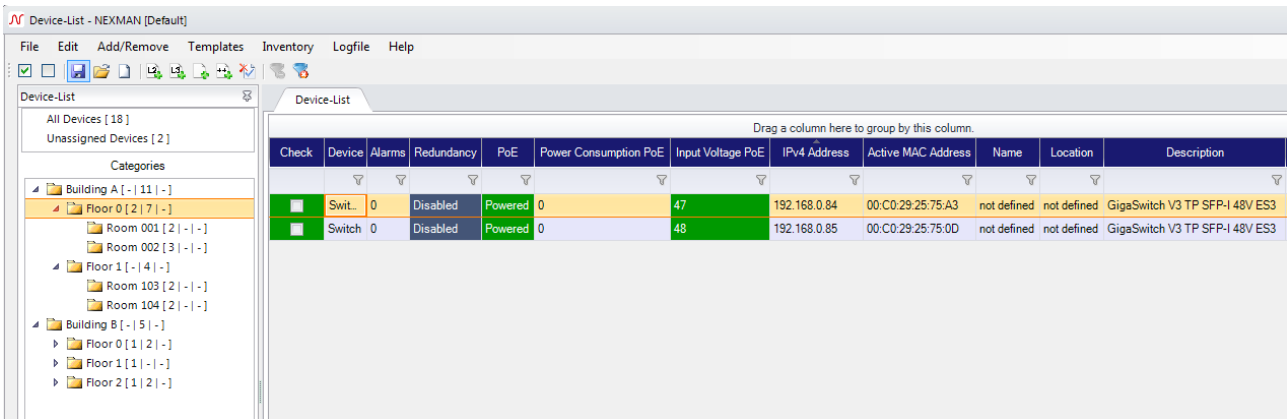 Device-List - NEXMAN [Default]
File Edit Add/Remove Templates Inventory Logfile Help
Device-List
All Devices [ 18 ]
Unassigned Devices [ 2 ]
Categories
Building A [ - | 11 | - ]
Floor 0 [ 2 | 7 | - ]
Room 001 [ 2 | - | - ]
Room 002 [ 3 | - | - ]
Floor 1 [ - | 4 | - ]
Room 103 [ 2 | - | - ]
Room 104 [ 2 | - | - ]
Building B [ - | 5 | - ]
Floor 0 [ 1 | 2 | - ]
Floor 1 [ 1 | - | - ]
Floor 2 [ 1 | 2 | - ]
Device-List
Drag a column here to group by this column.
Check Device Alarms Redundancy PoE Power Consumption PoE Input Voltage PoE IPv4 Address Active MAC Address Name Location Description
Swit... 0 Disabled Powered 0 47 192.168.0.84 00:C0:29:25:75:A3 not defined not defined GigaSwitch V3 TP SFP-I 48V ES3
Switch 0 Disabled Powered 0 48 192.168.0.85 00:C0:29:25:75:0D not defined not defined GigaSwitch V3 TP SFP-I 48V ES3